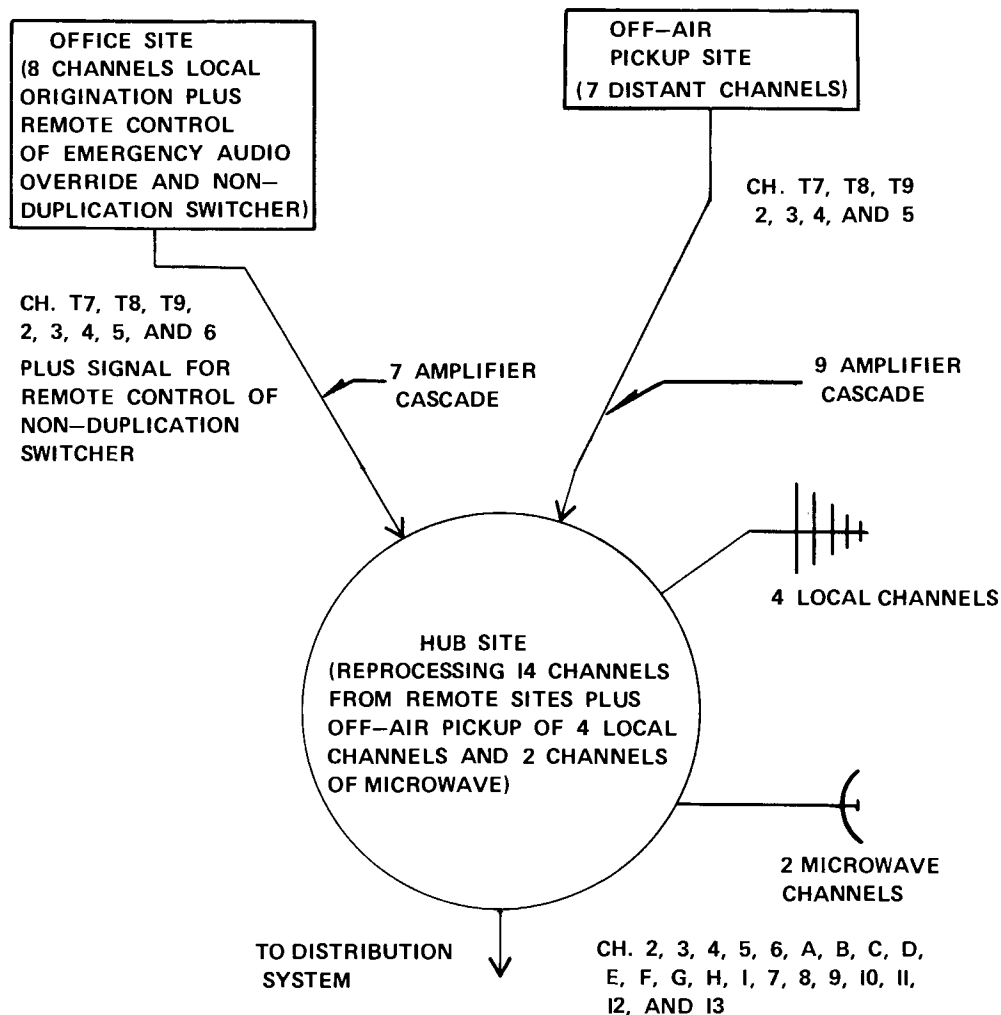 OFFICE SITE
(8 CHANNELS LOCAL
ORIGINATION PLUS
REMOTE CONTROL
OF EMERGENCY AUDIO
OVERRIDE AND NON–
DUPLICATION SWITCHER)
OFF–AIR
PICKUP SITE
(7 DISTANT CHANNELS)
CH. T7, T8, T9
2, 3, 4, AND 5
CH. T7, T8, T9,
2, 3, 4, 5, AND 6
PLUS SIGNAL FOR
REMOTE CONTROL OF
NON–DUPLICATION
SWITCHER
7 AMPLIFIER
CASCADE
9 AMPLIFIER
CASCADE
4 LOCAL CHANNELS
HUB SITE
(REPROCESSING 14 CHANNELS
FROM REMOTE SITES PLUS
OFF–AIR PICKUP OF 4 LOCAL
CHANNELS AND 2 CHANNELS
OF MICROWAVE)
2 MICROWAVE
CHANNELS
TO DISTRIBUTION
SYSTEM
CH. 2, 3, 4, 5, 6, A, B, C, D,
E, F, G, H, I, 7, 8, 9, 10, 11,
12, AND 13